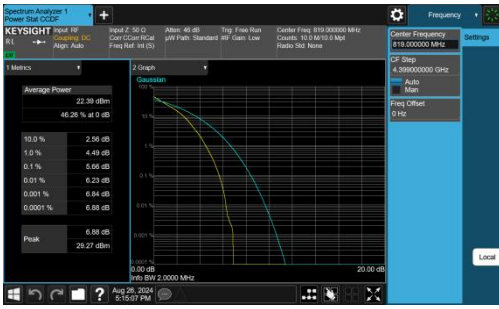 Spectrum Analyzer 1
Power Stat CCDF
Frequency
KEYSIGHT
RL
Input: RF
Coupling: DC
Align: Auto
Input Z: 50 Ω
Corr CCorr RCal
Freq Ref: Int (S)
Atten: 46 dB
µW Path: Standard
Trig: Free Run
#IF Gain: Low
Center Freq: 819.000000 MHz
Counts: 10.0 M/10.0 Mpt
Radio Std: None
Center Frequency
819.000000 MHz
Settings
CF Step
4.399000000 GHz
Auto
Man
Freq Offset
0 Hz
Local
1 Metrics
Average Power
22.39 dBm
46.26 % at 0 dB
10.0 % 2.56 dB
1.0 % 4.49 dB
0.1 % 5.66 dB
0.01 % 6.23 dB
0.001 % 6.84 dB
0.0001 % 6.88 dB
Peak
6.88 dB
29.27 dBm
2 Graph
Gaussian
100 %
10 %
1 %
0.1 %
0.01 %
0.001 %
0.0001 %
0.00 dB
20.00 dB
Info BW 2.0000 MHz
?
Aug 26, 2024
5:15:07 PM